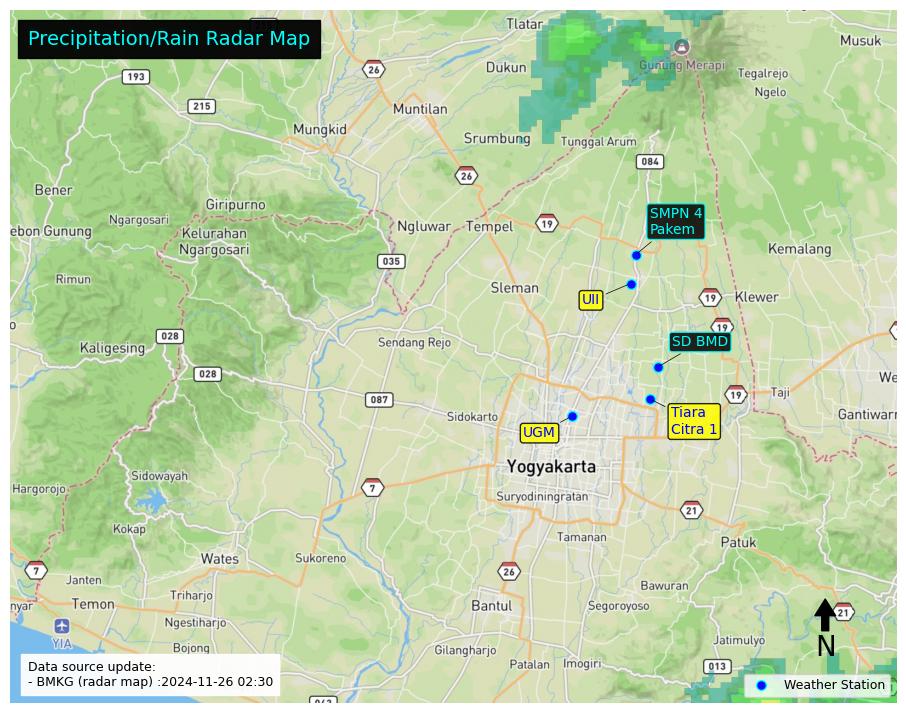 Precipitation/Rain Radar Map
Tlatar
Musuk
26
Dukun
Gunung Merapi
Tegalrejo
193
Ngelo
215
Muntilan
Mungkid
Srumbung
Tunggal Arum
084
26
Bener
Giripurno
SMPN 4
Pakem
Ngargosari
Ngluwar
Tempel
19
ebon Gunung
Kelurahan
Ngargosari
Kemalang
035
Rimun
Sleman
UII
19
Klewer
19
028
Sendang Rejo
SD BMD
Kaligesing
028
We
087
19
Taji
Sidokarto
Tiara
Citra 1
Gantiwarn
UGM
Yogyakarta
Sidowayah
Hargorojo
7
Suryodiningratan
21
Kokap
Tamanan
Patuk
Wates
Sukoreno
7
26
Janten
Bawuran
Triharjo
nyar
Temon
Bantul
Segoroyoso
21
Ngestiharjo
YIA
Jatimulyo
N
Bojong
Gilangharjo
Patalan
Imogiri
013
Data source update:
- BMKG (radar map) :2024-11-26 02:30
Weather Station